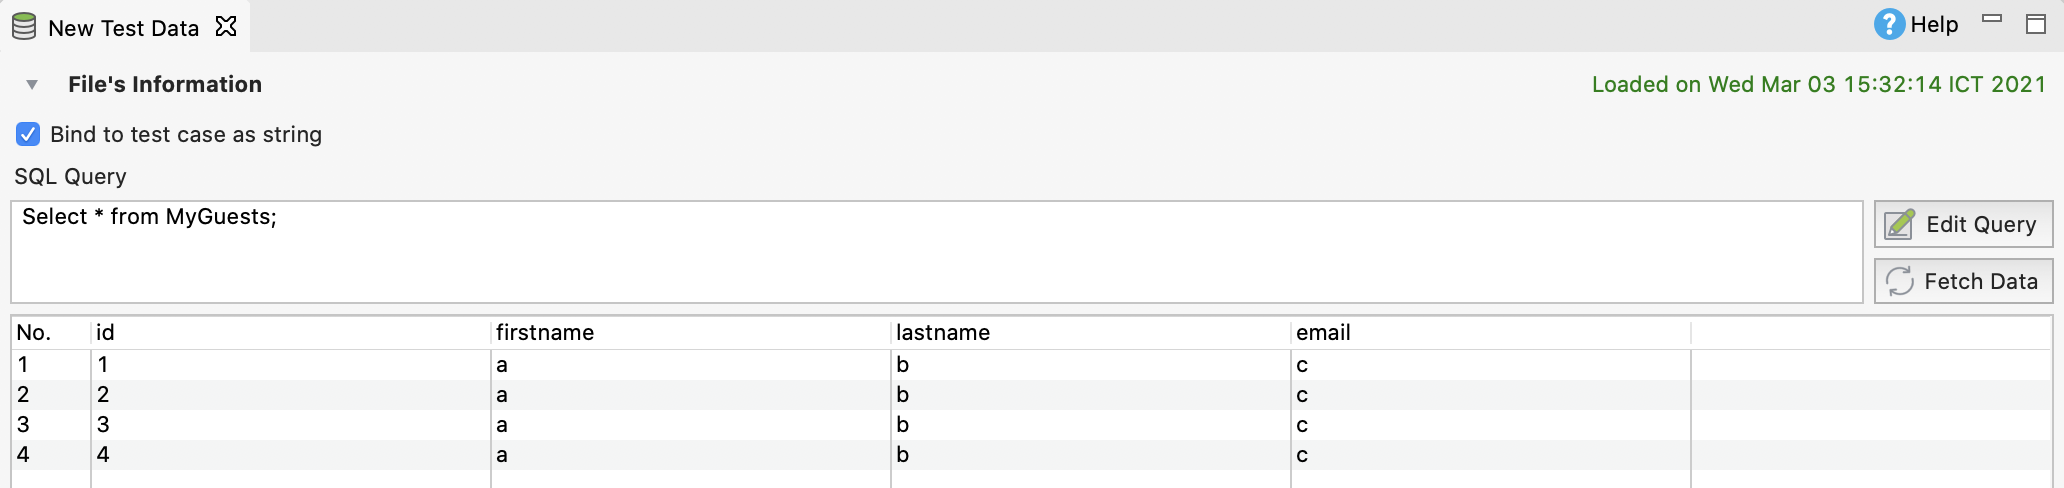 New Test Data
Help
File's Information
Loaded on Wed Mar 03 15:32:14 ICT 2021
Bind to test case as string
SQL Query
Select * from MyGuests;
Edit Query
Fetch Data
No. id firstname lastname email
1 1 a b c
2 2 a b c
3 3 a b c
4 4 a b c